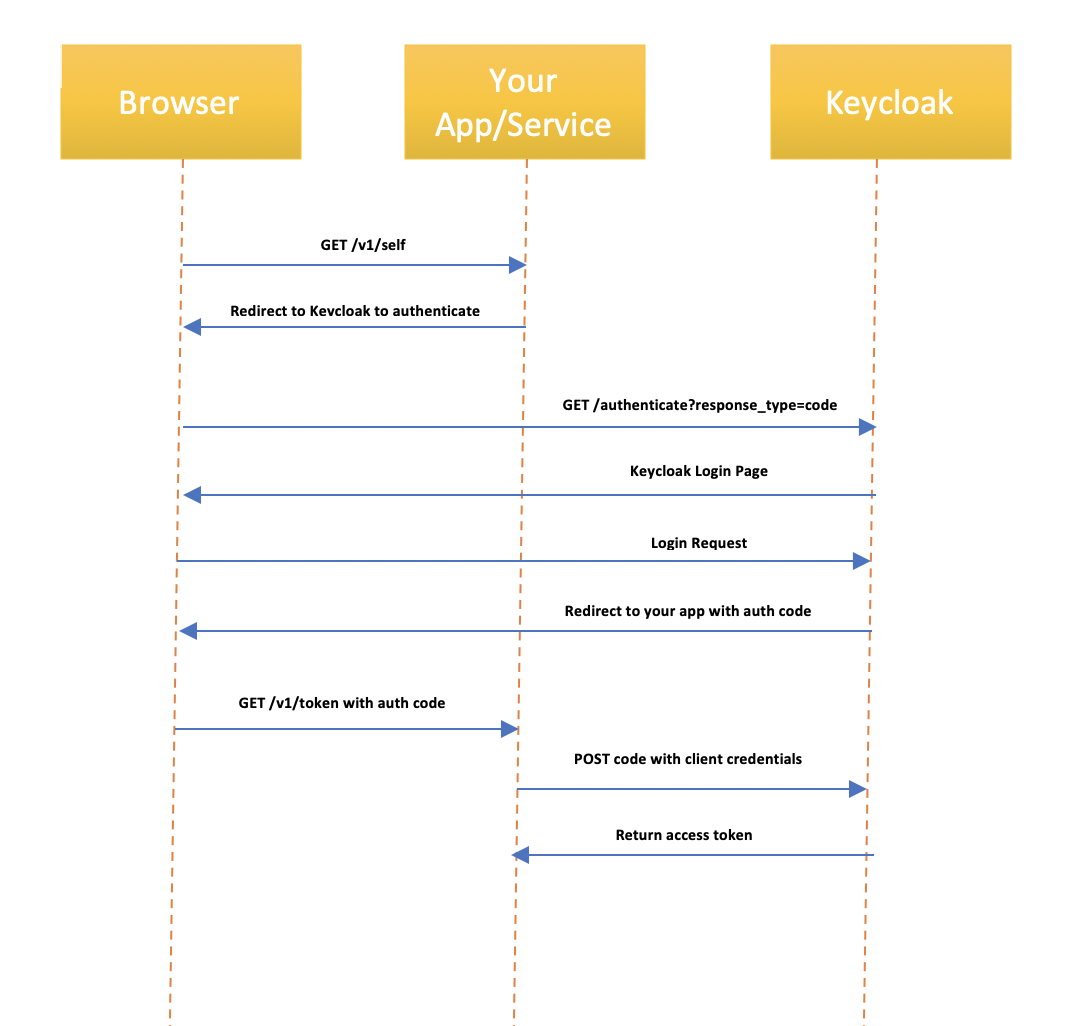 Browser
Your
App/Service
Keycloak
GET /v1/self
Redirect to Kevcloak to authenticate
GET /authenticate?response_type=code
Keycloak Login Page
Login Request
Redirect to your app with auth code
GET /v1/token with auth code
POST code with client credentials
Return access token